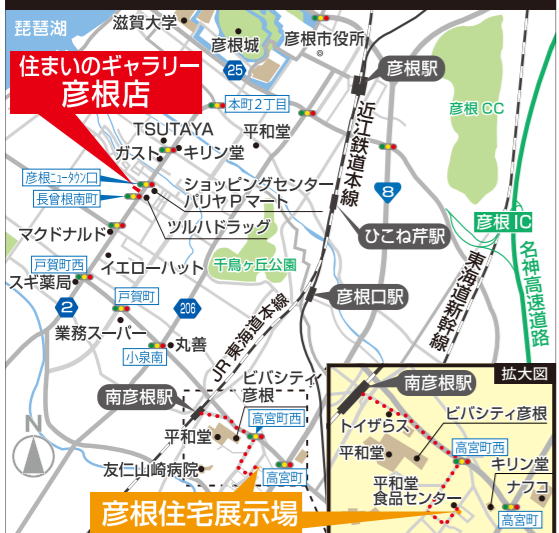 滋賀大学
琵琶湖
彦根城
彦根市役所
住まいのギャラリー
彦根店
25
彦根駅
本町2丁目
彦根CC
TSUTAYA
平和堂
ガスト
キリン堂
近江鉄道本線
彦根ニュータウン口
ショッピングセンター
パリヤPマート
8
長曽根南町
ツルハドラッグ
彦根IC
マクドナルド
ひこね芹駅
名神高速道路
東海道新幹線
千鳥ヶ丘公園
戸賀町西
イエローハット
スギ薬局
彦根口駅
戸賀町
2
206
業務スーパー
JR東海道本線
小泉南
丸善
拡大図
ビバシティ
彦根
南彦根駅
高宮町西
平和堂
N
友仁山崎病院
高宮町
彦根住宅展示場
南彦根駅
トイザらス
ビバシティ彦根
高宮町西
平和堂
キリン堂
平和堂
食品センター
ナフコ
高宮町